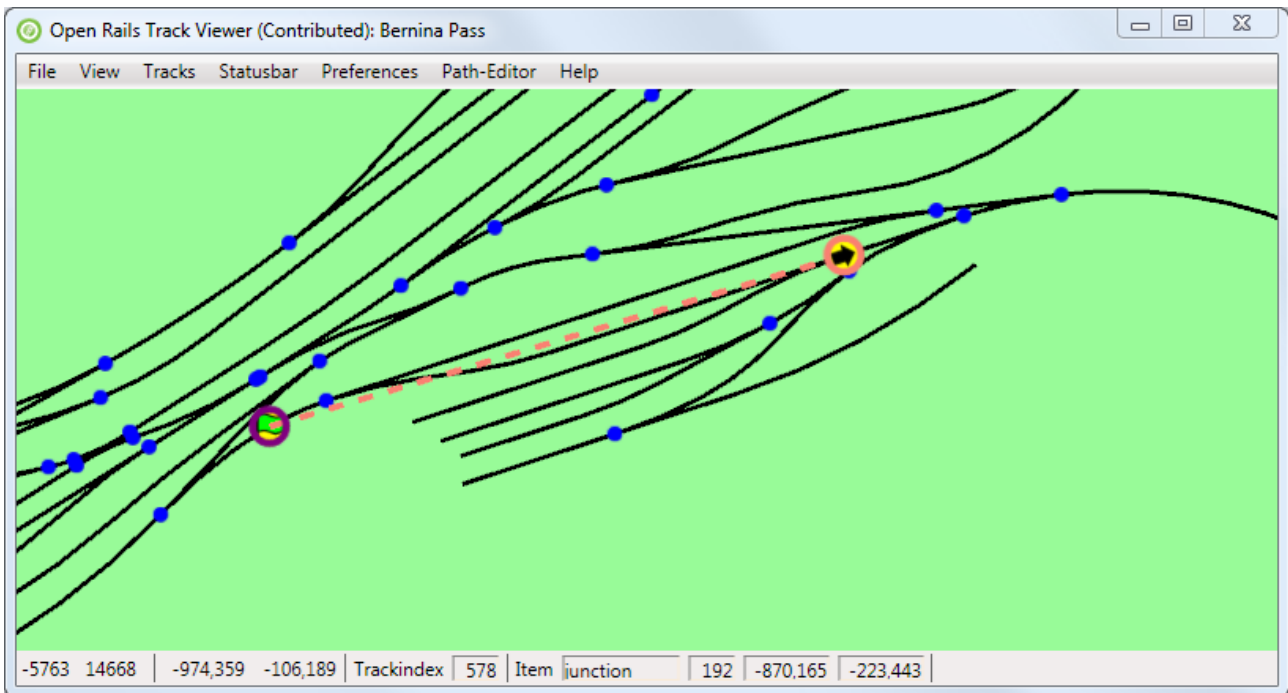 Open Rails Track Viewer (Contributed): Bernina Pass
File View Tracks Statusbar Preferences Path-Editor Help
-5763 14668 -974,359 -106,189 Trackindex 578 Item junction 192 -870,165 -223,443